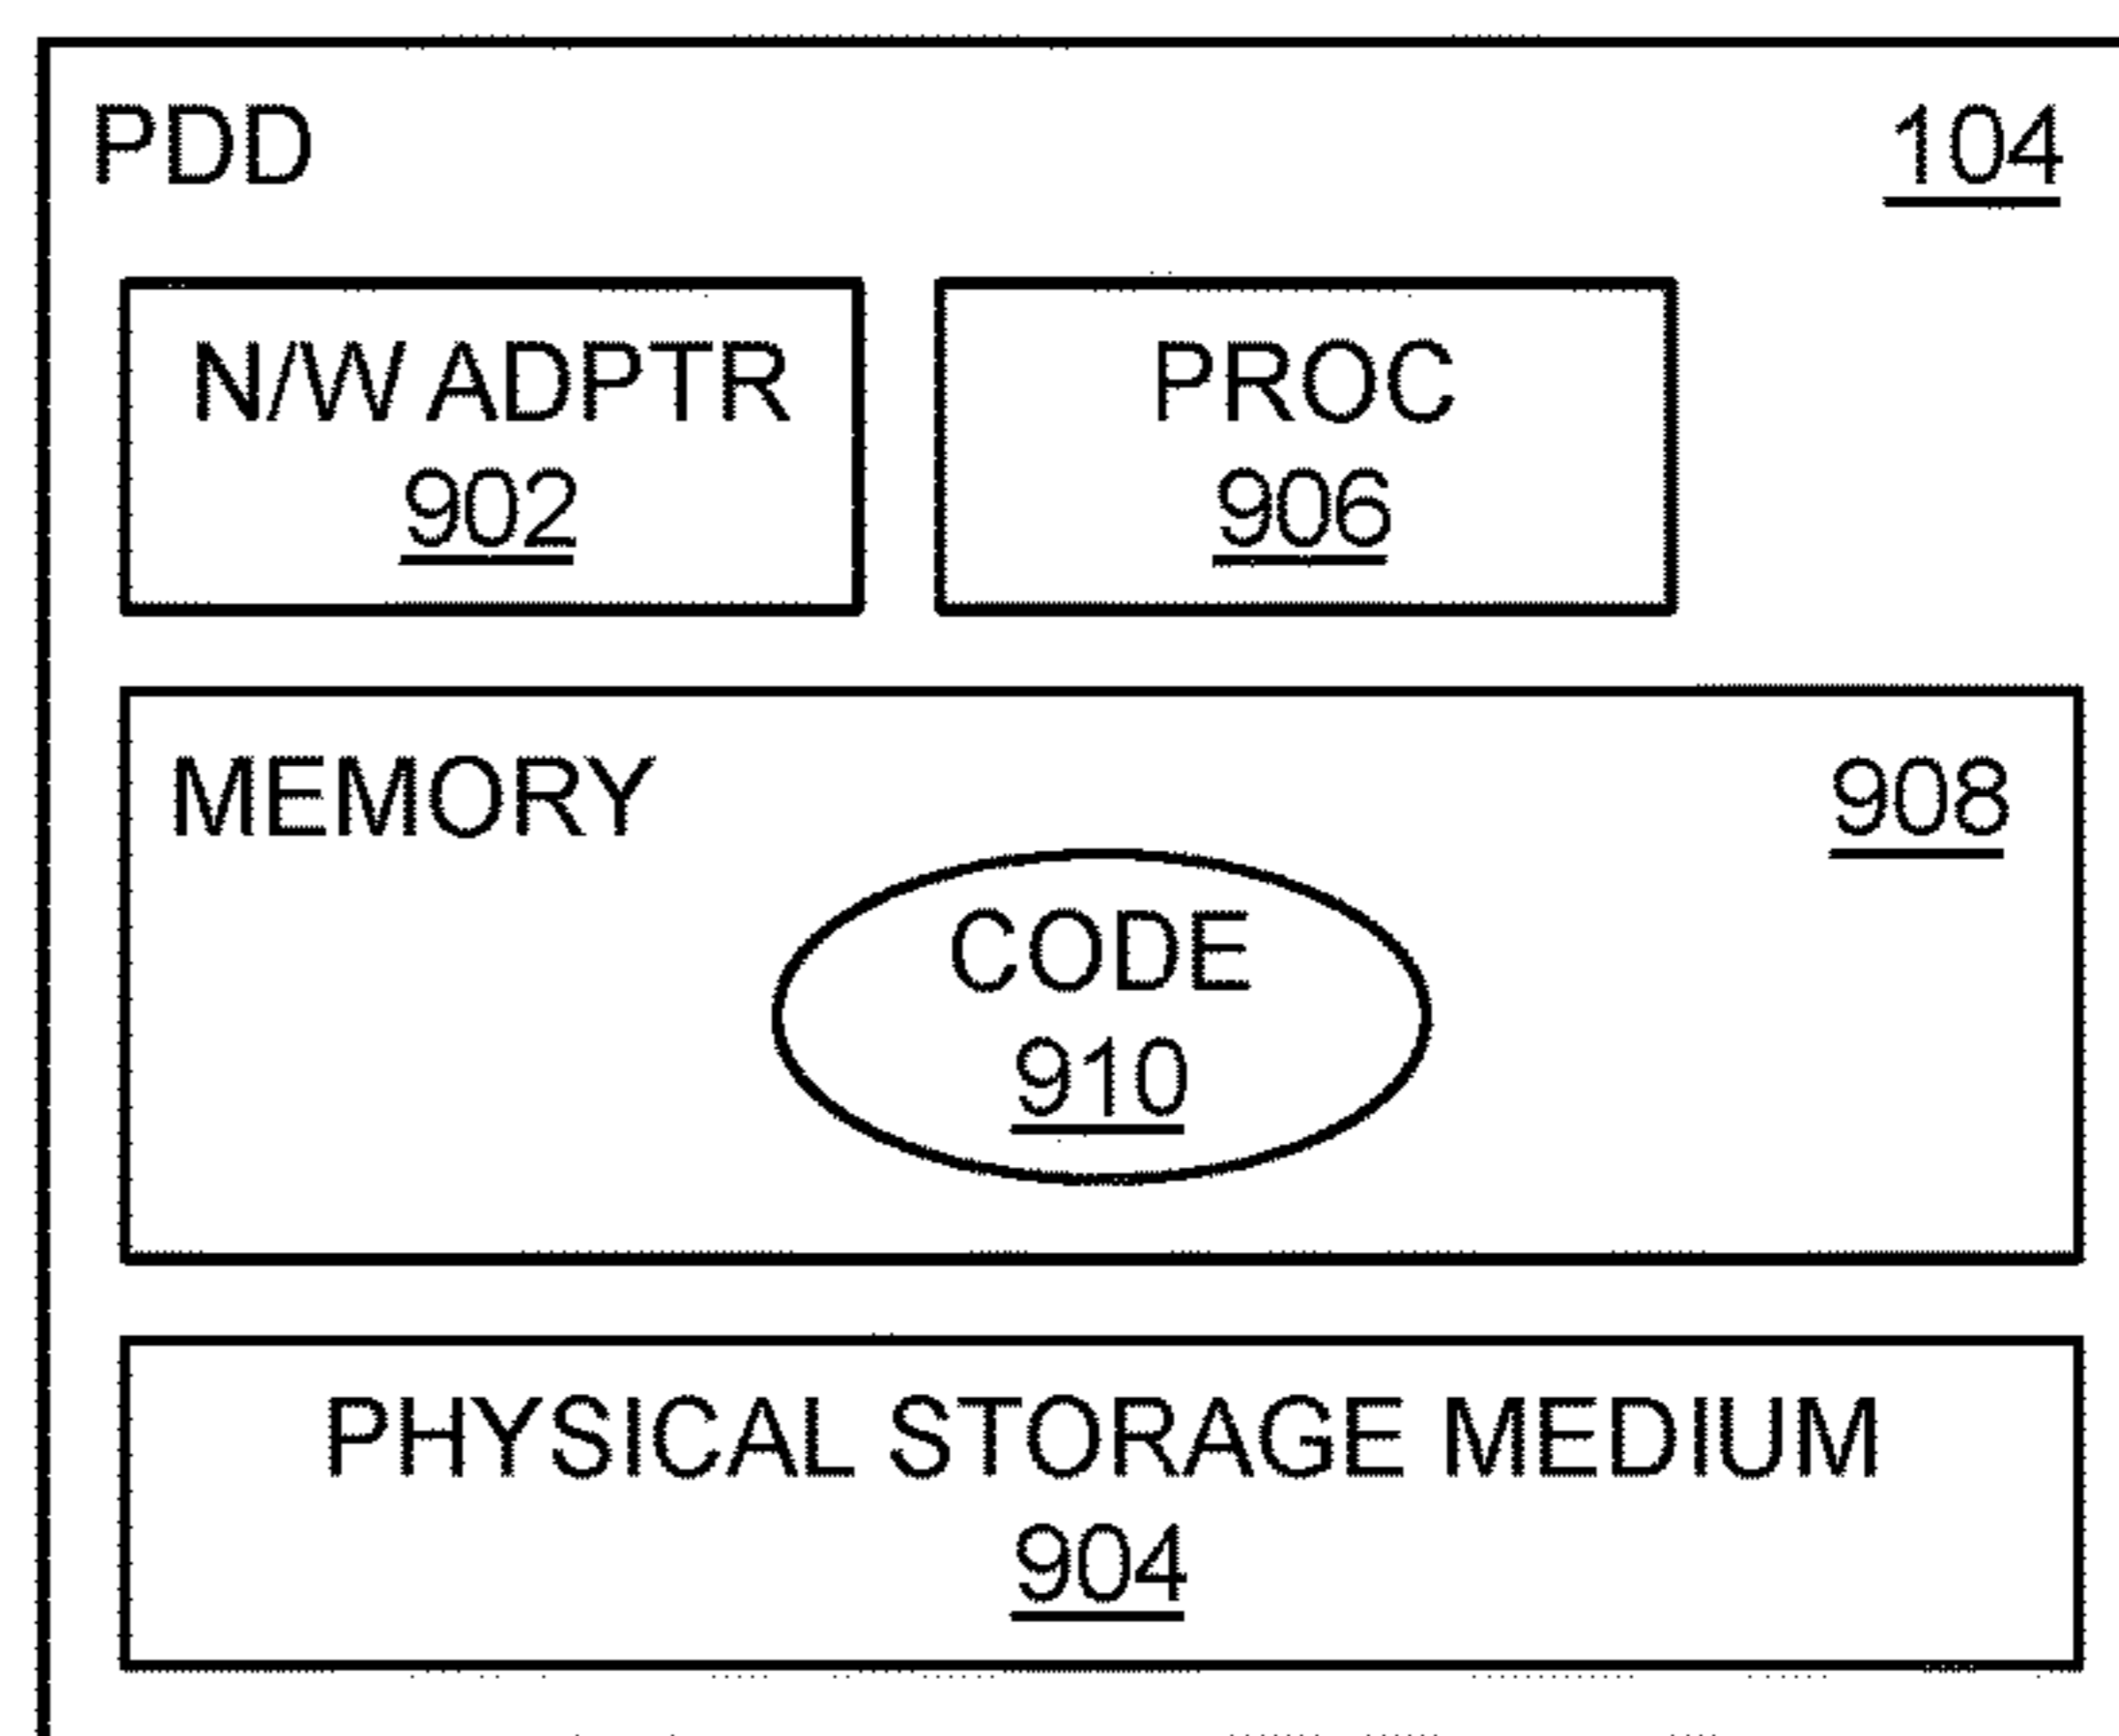 PDD 104
N/W ADPTR
902
PROC
906
MEMORY 908
CODE
910
PHYSICAL STORAGE MEDIUM
904